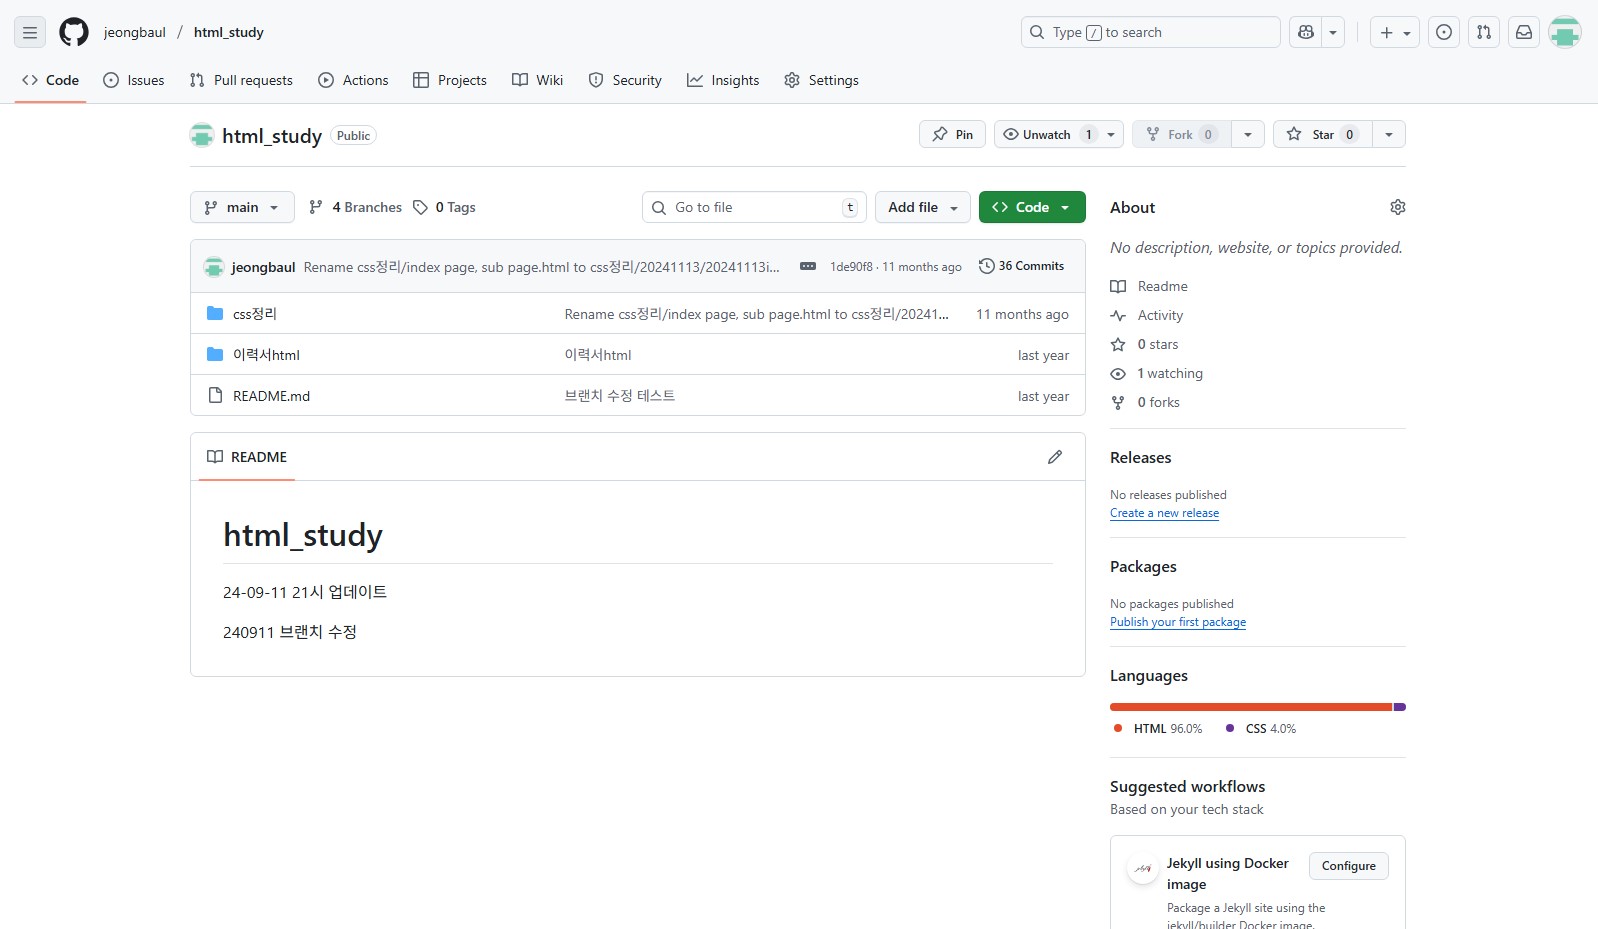 jeongbaul / html_study
Type / to search
Code Issues Pull requests Actions Projects Wiki Security Insights Settings
html_study Public
Pin Unwatch 1 Fork 0 Star 0
main 4 Branches 0 Tags Go to file t Add file Code
jeongbaul Rename css정리/index page, sub page.html to css정리/20241113/20241113i... 1de90f8 · 11 months ago 36 Commits
css정리 Rename css정리/index page, sub page.html to css정리/20241... 11 months ago
이력서html 이력서html last year
README.md 브랜치 수정 테스트 last year
README
html_study
24-09-11 21시 업데이트
240911 브랜치 수정
About
No description, website, or topics provided.
Readme
Activity
0 stars
1 watching
0 forks
Releases
No releases published
Create a new release
Packages
No packages published
Publish your first package
Languages
HTML 96.0% CSS 4.0%
Suggested workflows
Based on your tech stack
Jekyll using Docker image
Configure
Package a Jekyll site using the
jekyll/builder Docker image.